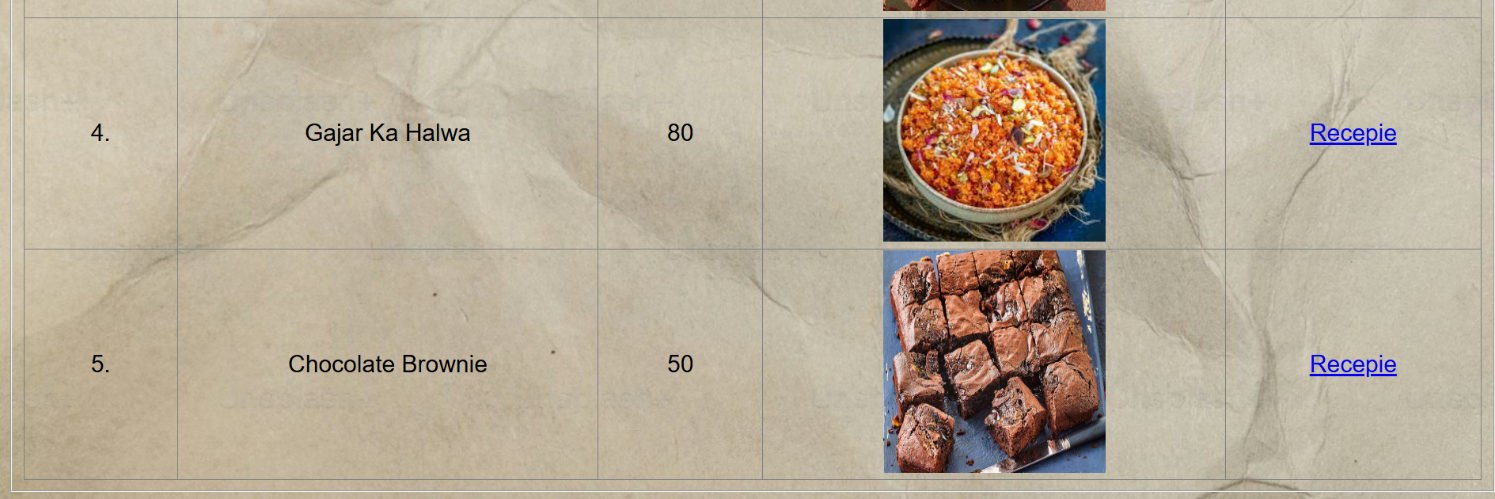 4. Gajar Ka Halwa 80 Recepie
5. Chocolate Brownie 50 Recepie